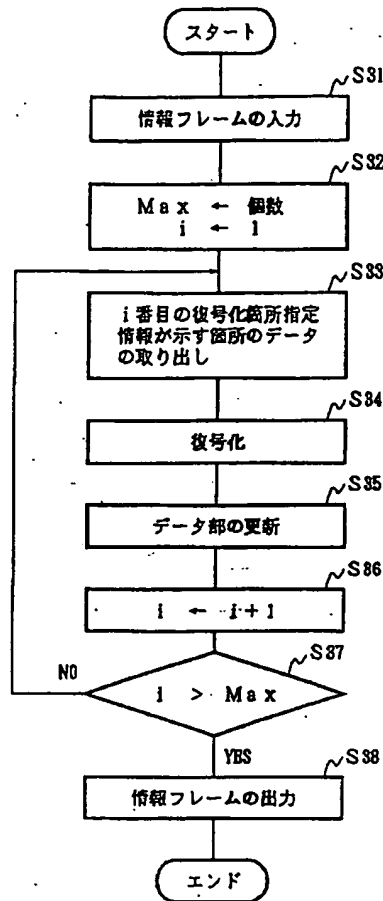 スタート
S31
情報フレームの入力
S32
Max ← 個数
i ← 1
S33
i番目の復号化箇所指定
情報が示す箇所のデータ
の取り出し
S34
復号化
S35
データ部の更新
S36
i ← i+1
S37
i > Max
NO
YES
S38
情報フレームの出力
エンド